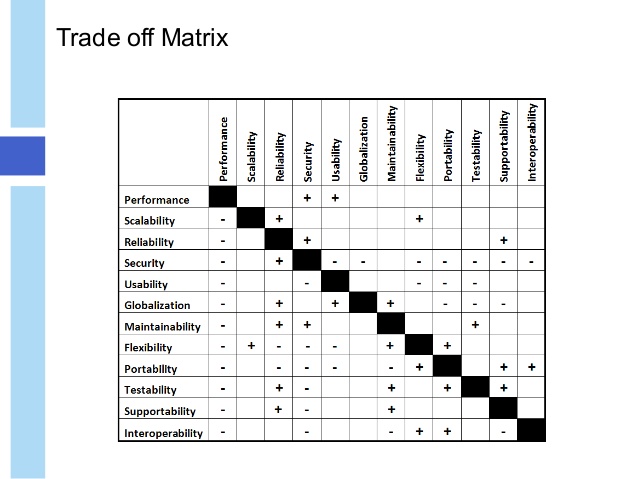 Trade off Matrix
Performance Scalability Reliability Security Usability Globalization Maintainability Flexibility Portability Testability Supportability Interoperability
Performance + +
Scalability - + +
Reliability - + +
Security - + - - - - - - -
Usability - - - - -
Globalization - + + + - - -
Maintainability - + + +
Flexibility - + - - - + +
Portability - - - - - + + +
Testability - + - + + +
Supportability - + - +
Interoperability - - - + + -